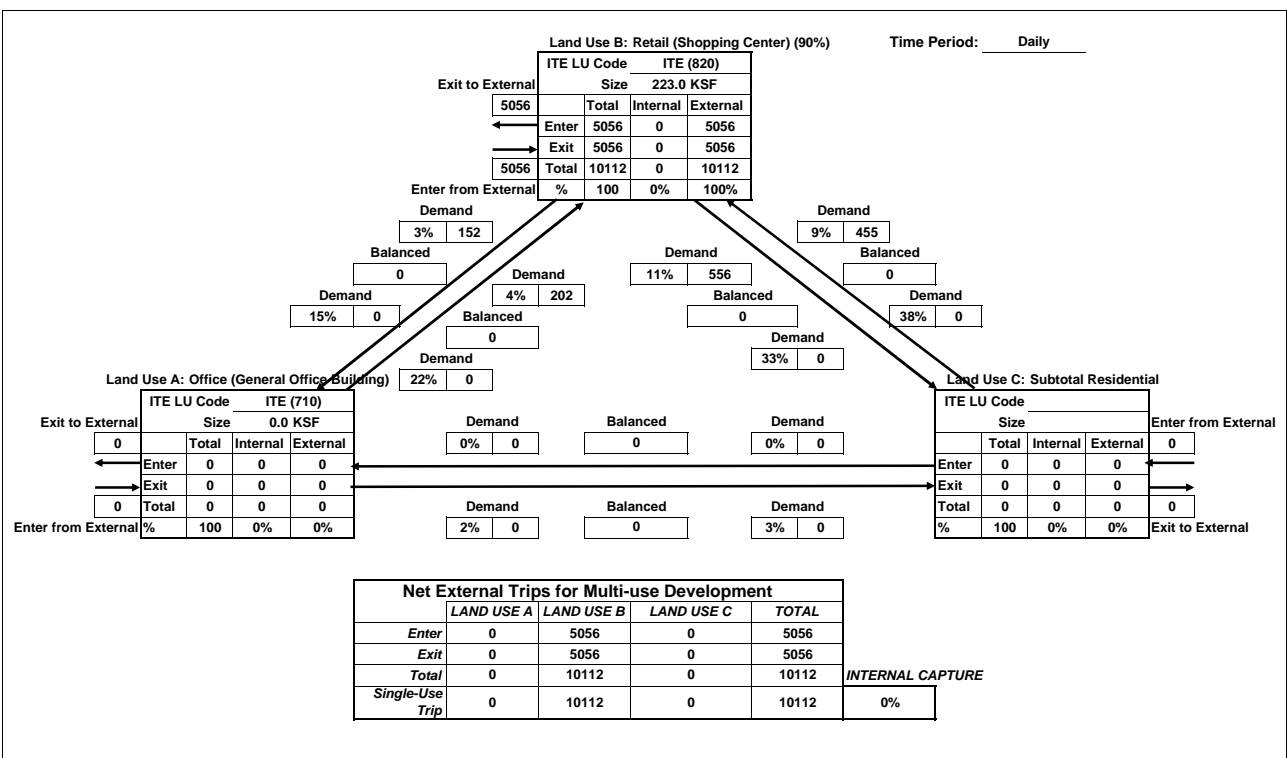 Land Use B: Retail (Shopping Center) (90%) Time Period: Daily
ITE LU Code ITE (820)
Exit to External Size 223.0 KSF
5056 Total Internal External
Enter 5056 0 5056
Exit 5056 0 5056
5056 Total 10112 0 10112
Enter from External % 100 0% 100%
Demand Demand
3% 152 9% 455
Balanced Demand Balanced
0 Demand 11% 556 0
Demand 4% 202 Balanced Demand
15% 0 Balanced 0 38% 0
0 Demand
Demand 33% 0
Land Use A: Office (General Office Building) 22% 0 Land Use C: Subtotal Residential
ITE LU Code ITE (710) ITE LU Code
Exit to External Size 0.0 KSF Demand Balanced Demand Size Enter from External
0 Total Internal External 0% 0 0 0% 0 Total Internal External 0
Enter 0 0 0 Enter 0 0 0
Exit 0 0 0 Exit 0 0 0
0 Total 0 0 0 Demand Balanced Demand Total 0 0 0 0
Enter from External % 100 0% 0% 2% 0 0 3% 0 % 100 0% 0% Exit to External
Net External Trips for Multi-use Development
LAND USE A LAND USE B LAND USE C TOTAL
Enter 0 5056 0 5056
Exit 0 5056 0 5056
Total 0 10112 0 10112 INTERNAL CAPTURE
Single-Use
Trip 0 10112 0 10112 0%